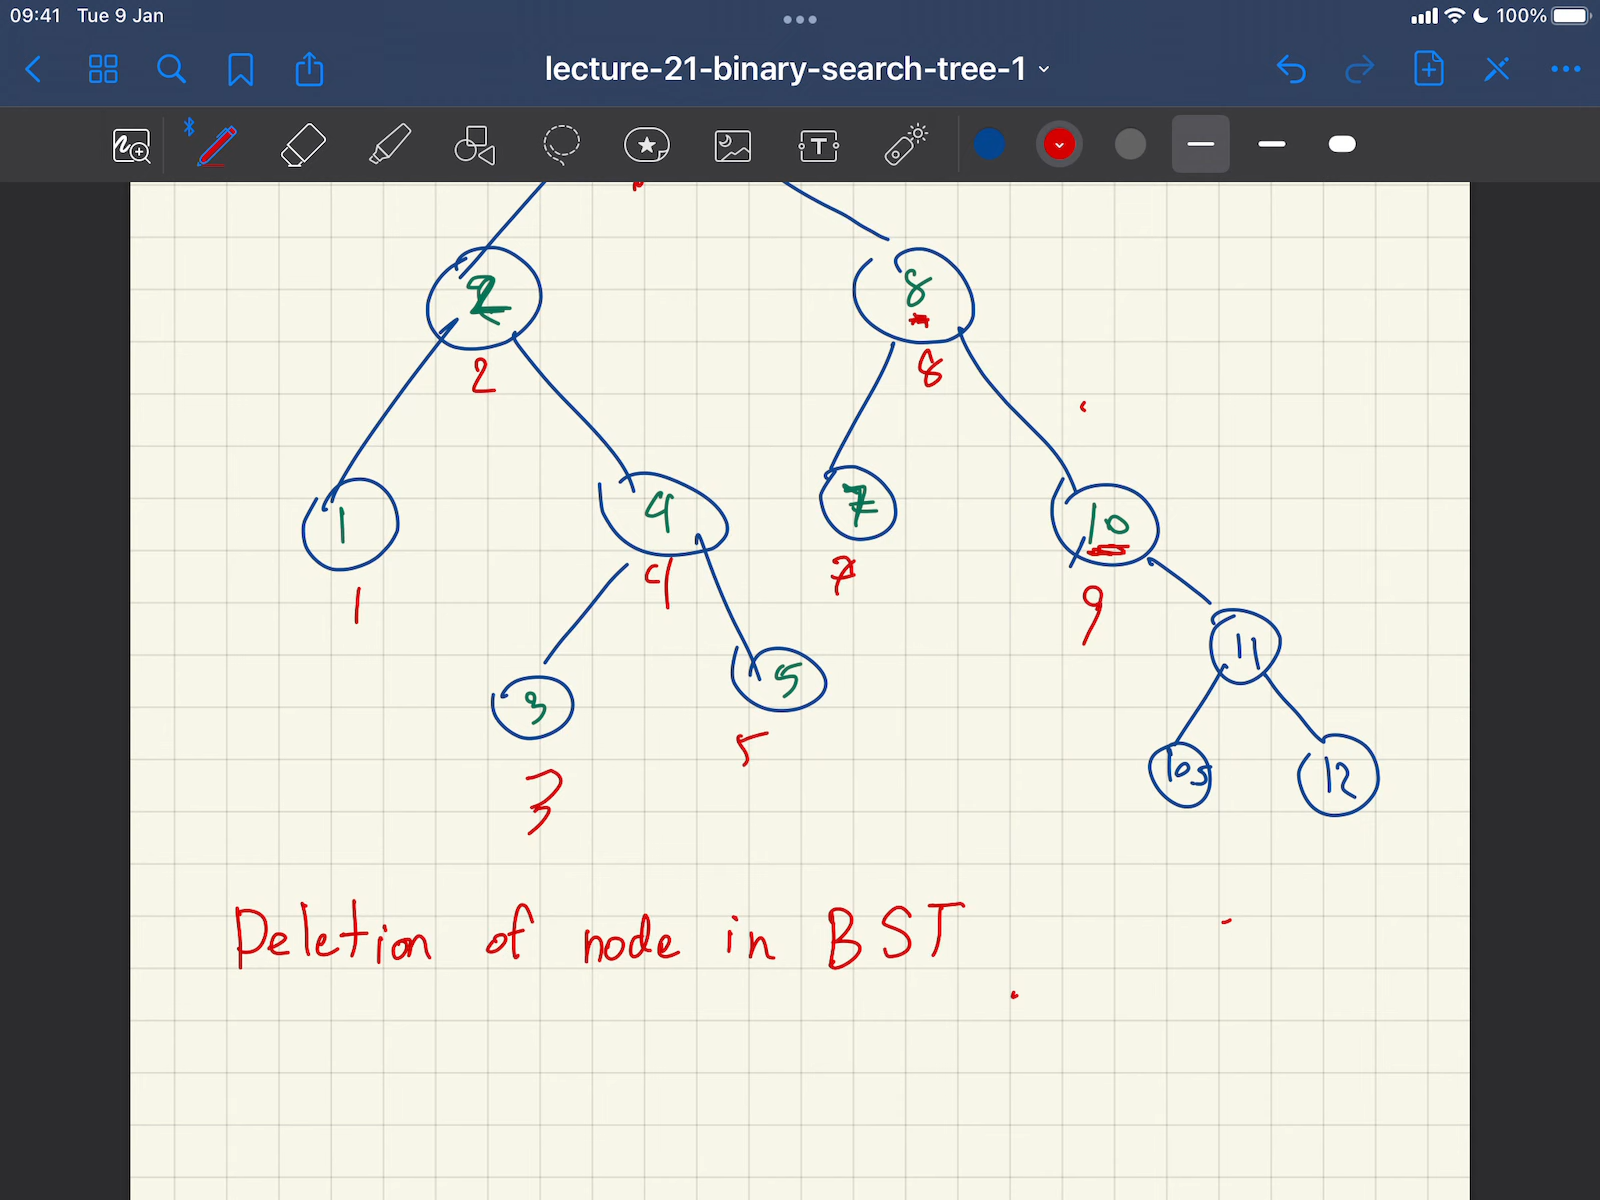 09:41 Tue 9 Jan 100%
lecture-21-binary-search-tree-1
T
2 8
2 8
1 4 7 10
1 4 7 9
11
3 5
3 5
105 12
Deletion of node in BST